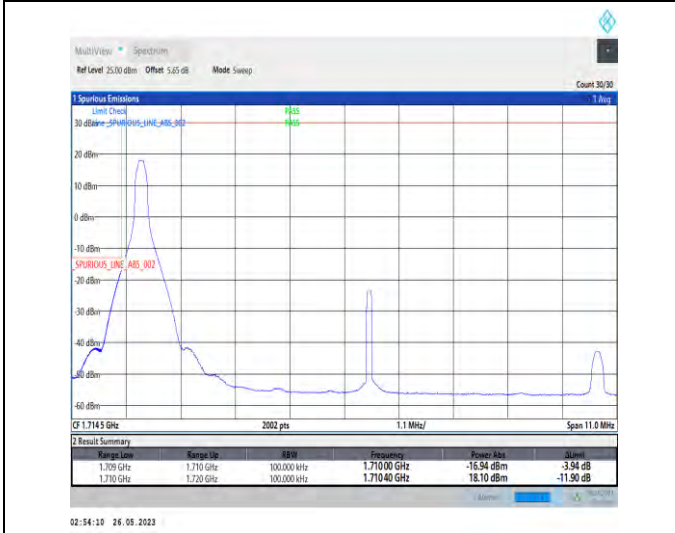 MultiView Spectrum
Ref Level 25.00 dBm Offset 5.65 dB Mode Sweep
Count 30/30
1 Spurious Emissions 1 Avg
Limit Check PASS
30 dBm Line _SPURIOUS_LINE_ABS_002 PASS
20 dBm
10 dBm
0 dBm
-10 dBm
_SPURIOUS_LINE_ABS_002
-20 dBm
-30 dBm
-40 dBm
-50 dBm
-60 dBm
CF 1.7145 GHz 2002 pts 1.1 MHz/ Span 11.0 MHz
2 Result Summary
Range Low Range Up RBW Frequency Power Abs ΔLimit
1.709 GHz 1.710 GHz 100.000 kHz 1.71000 GHz -16.94 dBm -3.94 dB
1.710 GHz 1.720 GHz 100.000 kHz 1.71040 GHz 18.10 dBm -11.90 dB
02:54:10 26.05.2023